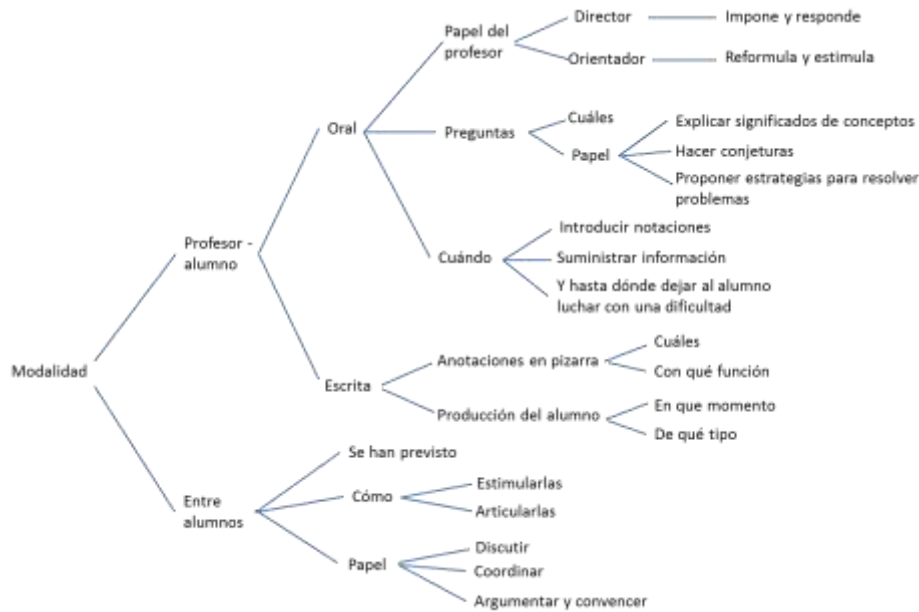 Modalidad
Profesor -
alumno
Oral
Papel del
profesor
Director
Impone y responde
Orientador
Reformula y estimula
Preguntas
Cuáles
Papel
Explicar significados de conceptos
Hacer conjeturas
Proponer estrategias para resolver
problemas
Cuándo
Introducir notaciones
Suministrar información
Y hasta dónde dejar al alumno
luchar con una dificultad
Escrita
Anotaciones en pizarra
Cuáles
Con qué función
Producción del alumno
En que momento
De qué tipo
Entre
alumnos
Se han previsto
Cómo
Estimularlas
Articularlas
Papel
Discutir
Coordinar
Argumentar y convencer